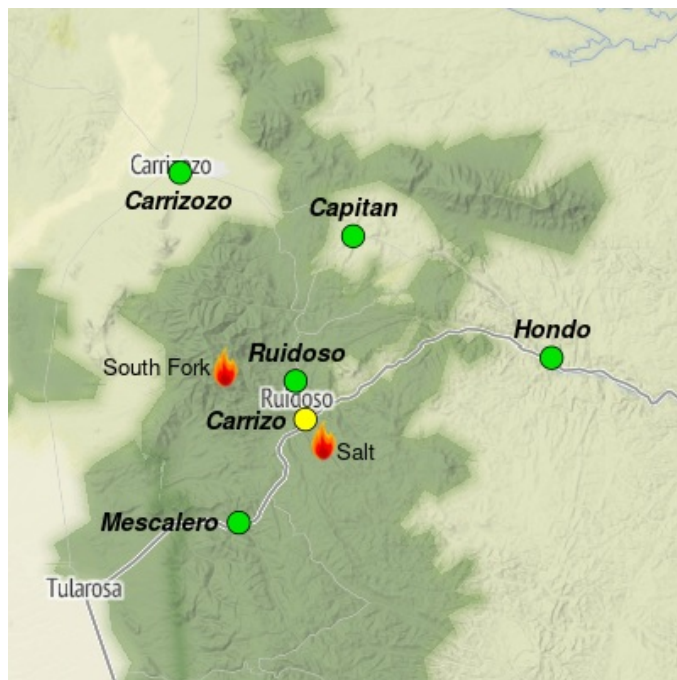 Carrizozo
Carrizozo
Capitan
Hondo
Ruidoso
South Fork
Ruidoso
Carrizo
Salt
Mescalero
Tularosa